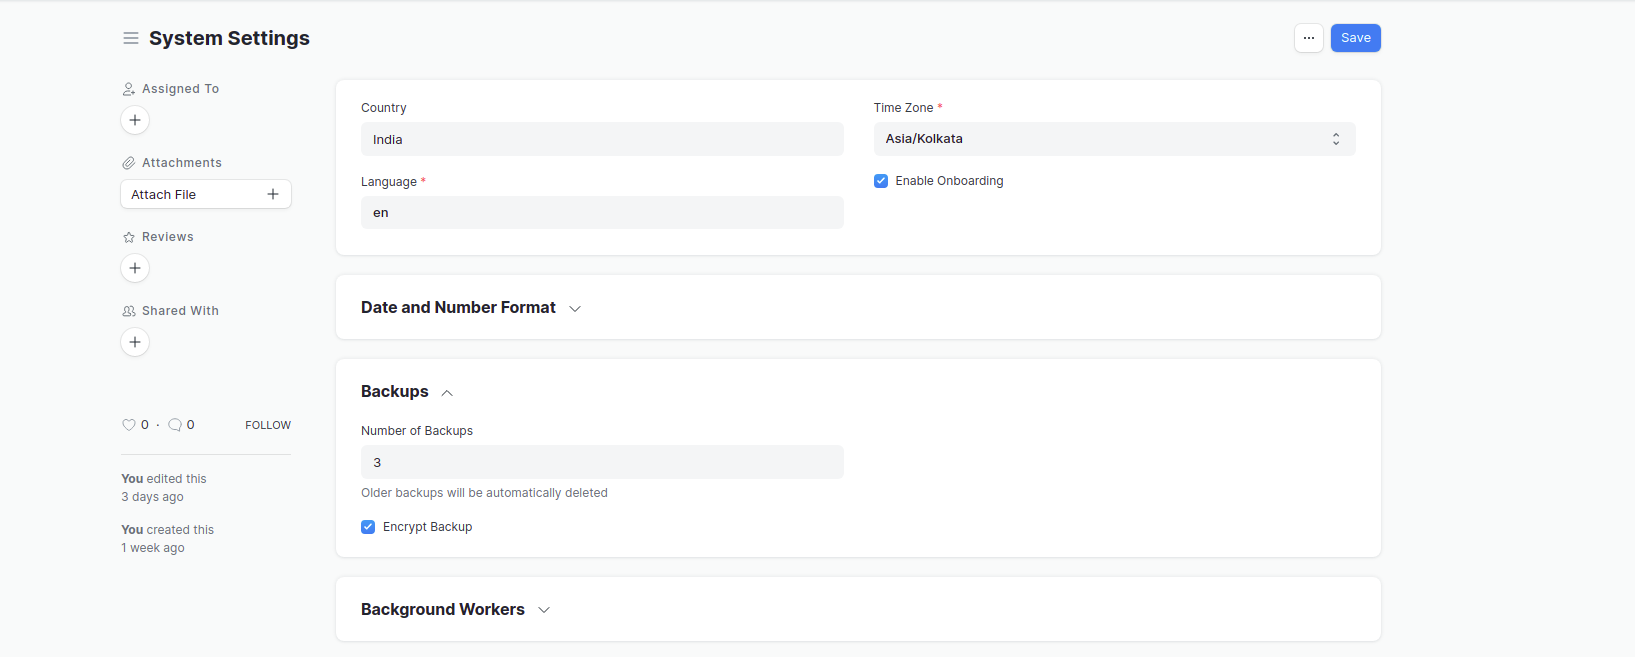 System Settings
... Save
Assigned To
Attachments
Attach File
Reviews
Shared With
0 · 0 FOLLOW
You edited this
3 days ago
You created this
1 week ago
Country
India
Language *
en
Time Zone *
Asia/Kolkata
Enable Onboarding
Date and Number Format
Backups
Number of Backups
3
Older backups will be automatically deleted
Encrypt Backup
Background Workers